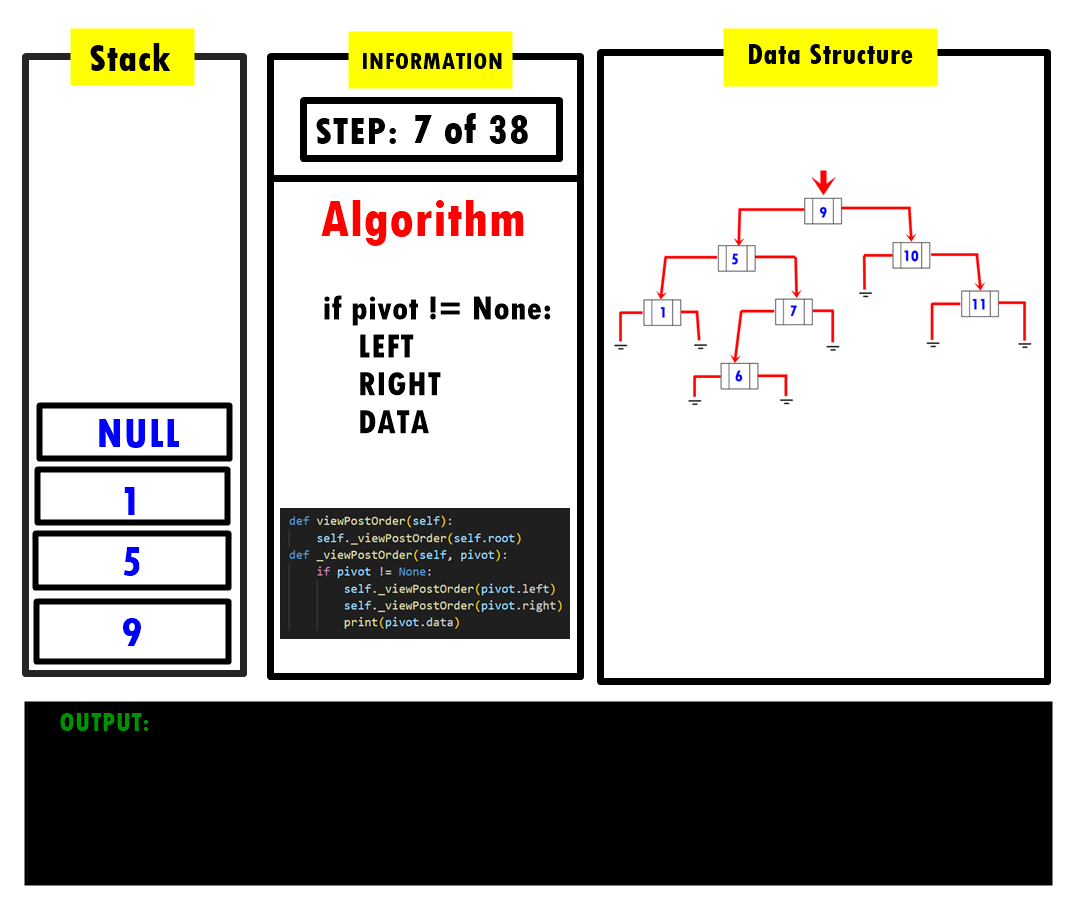 Stack
NULL
1
5
9
INFORMATION
STEP: 7 of 38
Algorithm
if pivot != None:
LEFT
RIGHT
DATA
def viewPostOrder(self):
self._viewPostOrder(self.root)
def _viewPostOrder(self, pivot):
if pivot != None:
self._viewPostOrder(pivot.left)
self._viewPostOrder(pivot.right)
print(pivot.data)
Data Structure
9
5
10
1
7
11
6
OUTPUT: